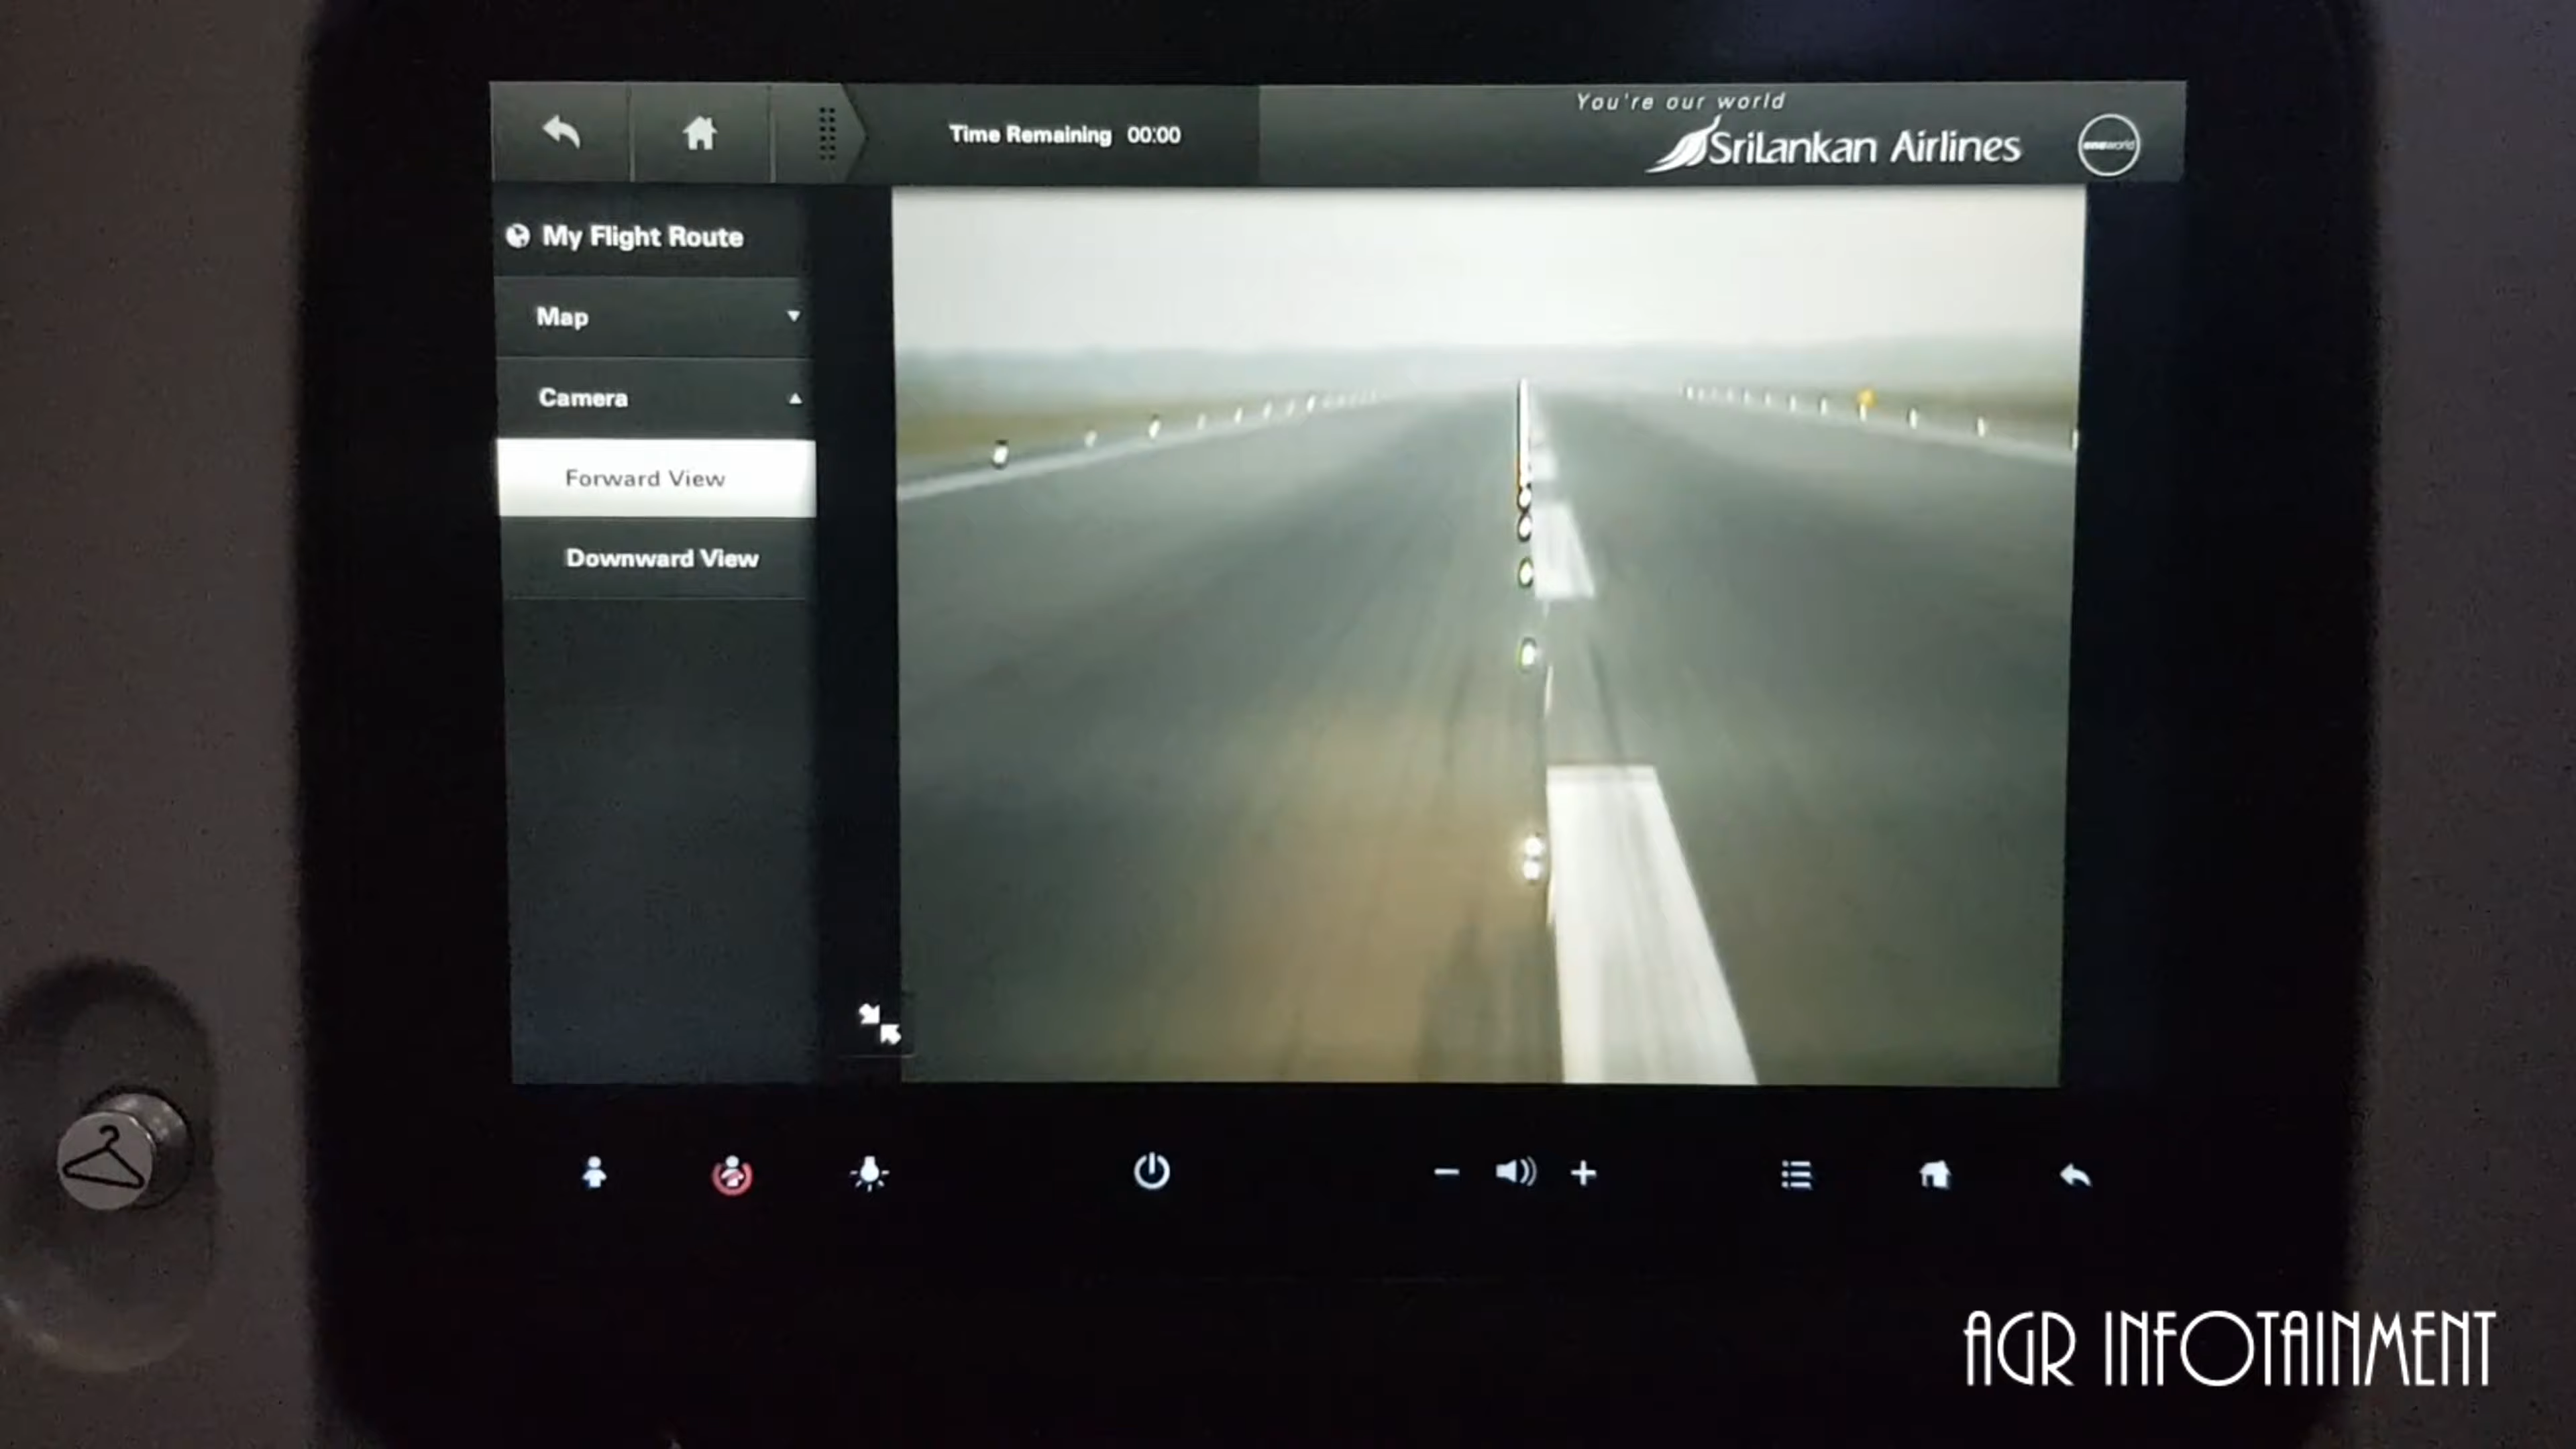 You're our world
Time Remaining 00:00
SriLankan Airlines
oneworld
My Flight Route
Map
Camera
Forward View
Downward View
AGR INFOTAINMENT